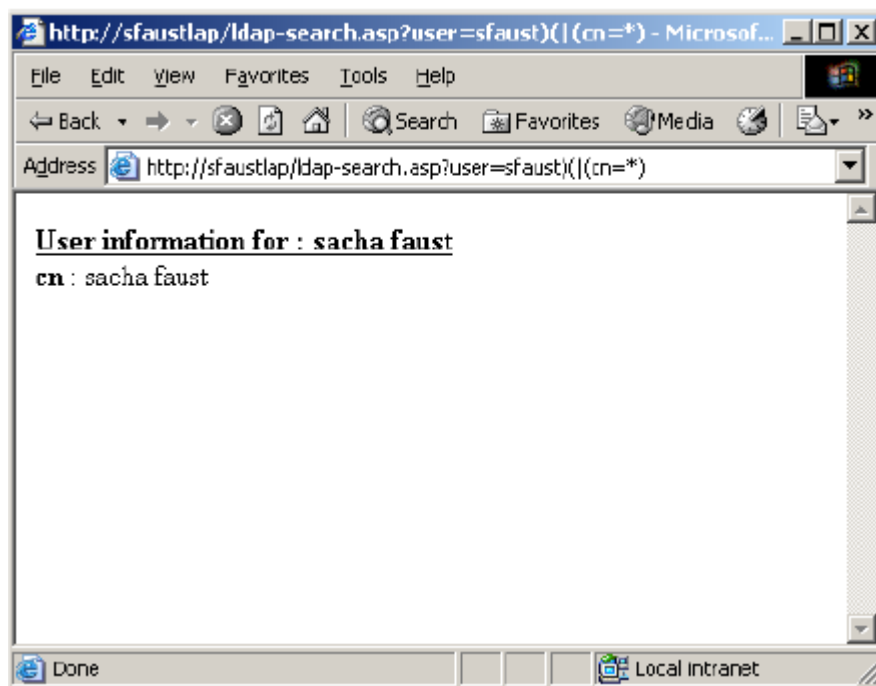 http://sfaustlap/ldap-search.asp?user=sfaust)(|(cn=*) - Microsof...
File Edit View Favorites Tools Help
Back Search Favorites Media »
Address http://sfaustlap/ldap-search.asp?user=sfaust)(|(cn=*)
User information for : sacha faust
cn : sacha faust
Done Local intranet